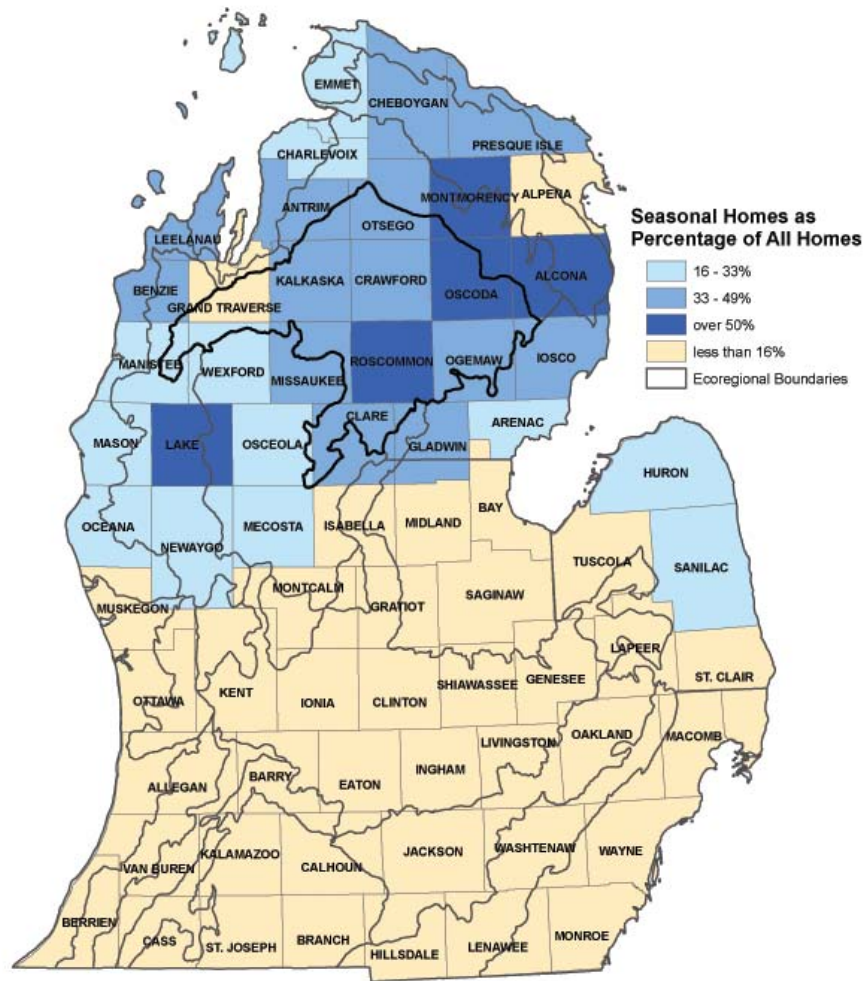 EMMET
CHEBOYGAN
PRESQUE ISLE
CHARLEVOIX
MONTMORENCY
ALPENA
ANTRIM
OTSEGO
LEELANAU
Seasonal Homes as
Percentage of All Homes
16 - 33%
33 - 49%
over 50%
less than 16%
Ecoregional Boundaries
BENZIE
GRAND TRAVERSE
KALKASKA
CRAWFORD
OSCODA
ALCONA
MANISTEE
WEXFORD
MISSAUKEE
ROSCOMMON
OGEMAW
IOSCO
MASON
LAKE
OSCEOLA
CLARE
GLADWIN
ARENAC
HURON
OCEANA
NEWAYGO
MECOSTA
ISABELLA
MIDLAND
BAY
TUSCOLA
SANILAC
MUSKEGON
MONTCALM
GRATIOT
SAGINAW
LAPEER
ST. CLAIR
OTTAWA
KENT
IONIA
CLINTON
SHIAWASSEE
GENESEE
OAKLAND
MACOMB
ALLEGAN
BARRY
EATON
INGHAM
LIVINGSTON
VAN BUREN
KALAMAZOO
CALHOUN
JACKSON
WASHTENAW
WAYNE
BERRIEN
CASS
ST. JOSEPH
BRANCH
HILLSDALE
LENAWEE
MONROE